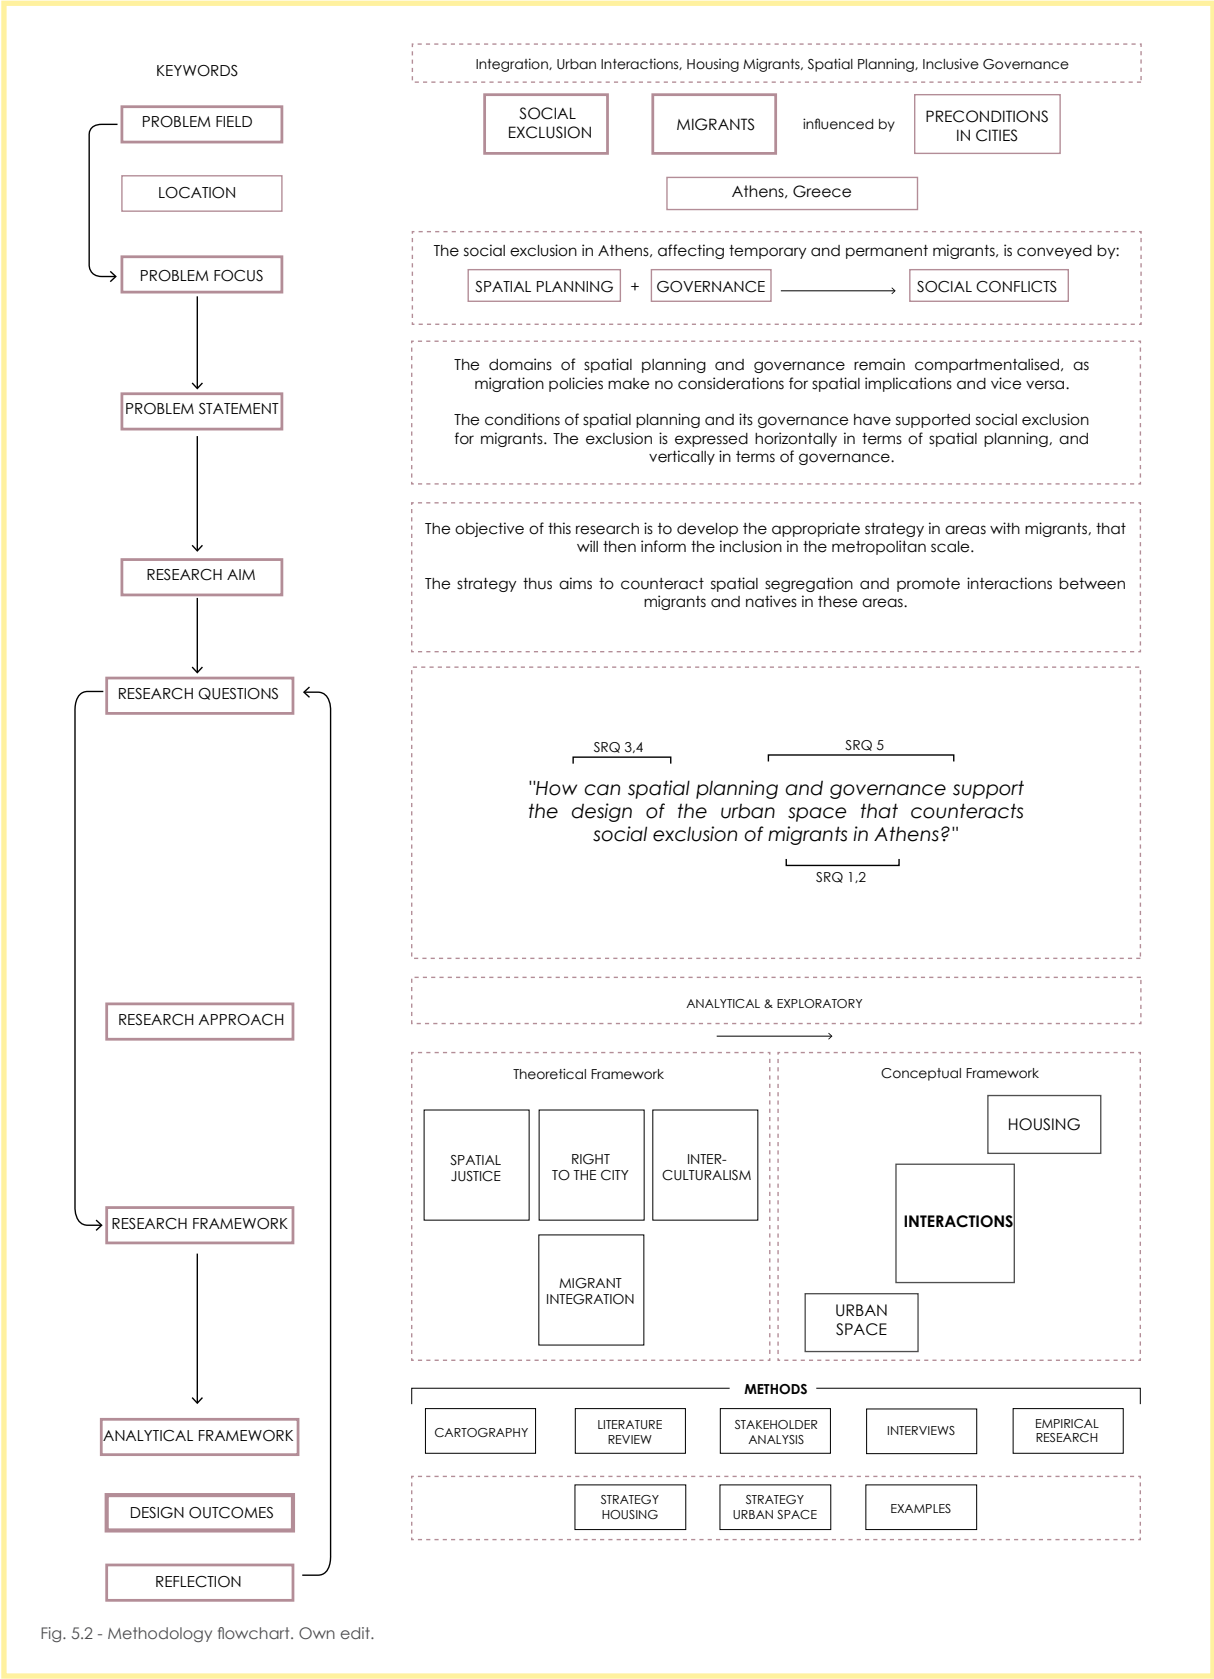 KEYWORDS
Integration, Urban Interactions, Housing Migrants, Spatial Planning, Inclusive Governance
PROBLEM FIELD
SOCIAL
EXCLUSION
MIGRANTS
influenced by
PRECONDITIONS
IN CITIES
LOCATION
Athens, Greece
PROBLEM FOCUS
The social exclusion in Athens, affecting temporary and permanent migrants, is conveyed by:
SPATIAL PLANNING
+
GOVERNANCE
SOCIAL CONFLICTS
PROBLEM STATEMENT
The domains of spatial planning and governance remain compartmentalised, as
migration policies make no considerations for spatial implications and vice versa.
The conditions of spatial planning and its governance have supported social exclusion
for migrants. The exclusion is expressed horizontally in terms of spatial planning, and
vertically in terms of governance.
RESEARCH AIM
The objective of this research is to develop the appropriate strategy in areas with migrants, that
will then inform the inclusion in the metropolitan scale.
The strategy thus aims to counteract spatial segregation and promote interactions between
migrants and natives in these areas.
RESEARCH QUESTIONS
SRQ 3,4
SRQ 5
"How can spatial planning and governance support
the design of the urban space that counteracts
social exclusion of migrants in Athens?"
SRQ 1,2
RESEARCH APPROACH
ANALYTICAL & EXPLORATORY
RESEARCH FRAMEWORK
Theoretical Framework
SPATIAL
JUSTICE
RIGHT
TO THE CITY
INTER-
CULTURALISM
MIGRANT
INTEGRATION
Conceptual Framework
HOUSING
INTERACTIONS
URBAN
SPACE
ANALYTICAL FRAMEWORK
METHODS
CARTOGRAPHY
LITERATURE
REVIEW
STAKEHOLDER
ANALYSIS
INTERVIEWS
EMPIRICAL
RESEARCH
DESIGN OUTCOMES
STRATEGY
HOUSING
STRATEGY
URBAN SPACE
EXAMPLES
REFLECTION
Fig. 5.2 - Methodology flowchart. Own edit.